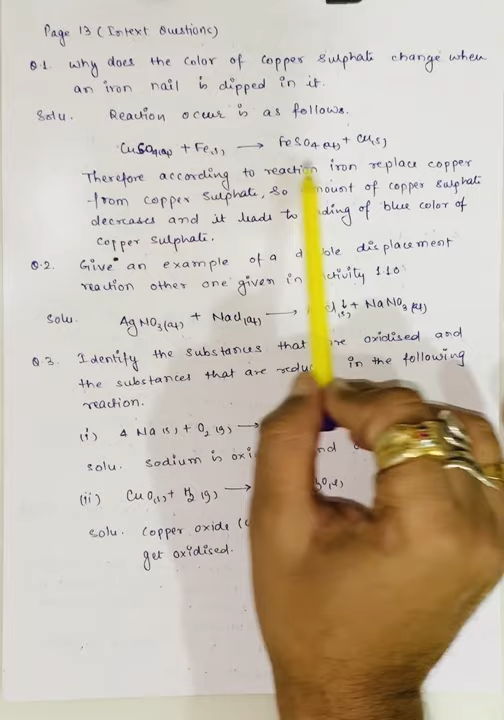 Page 13 (Intext Questions)
Q.1. Why does the color of copper sulphate change when
an iron nail is dipped in it.
Solu. Reaction occur is as follows.
CuSO4(aq) + Fe(s) → FeSO4(aq) + Cu(s)
Therefore according to reaction iron replace copper
from copper sulphate, so amount of copper sulphate
decreases and it leads to of blue color of
copper sulphate.
Q.2. Give an example of a displacement
reaction other one given in Activity 1.10
Solu. AgNO3(aq) + NaCl(aq) → ↓(s) + NaNO3(aq)
Q 3. Identify the substances that oxidised and
the substances that are in the following
reaction.
(i) 4 Na(s) + O2(g) →
Solu. Sodium is
(ii) CuO(s) + H2(g) →
Solu. Copper oxide
get oxidised.